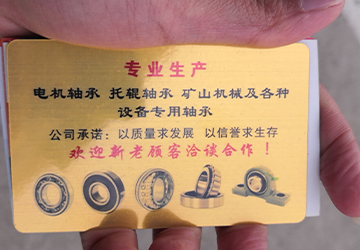 专业生产
电机轴承 托辊轴承 矿山机械及各种
设备专用轴承
公司承诺：以质量求发展 以信誉求生存
欢迎新老顾客洽谈合作！